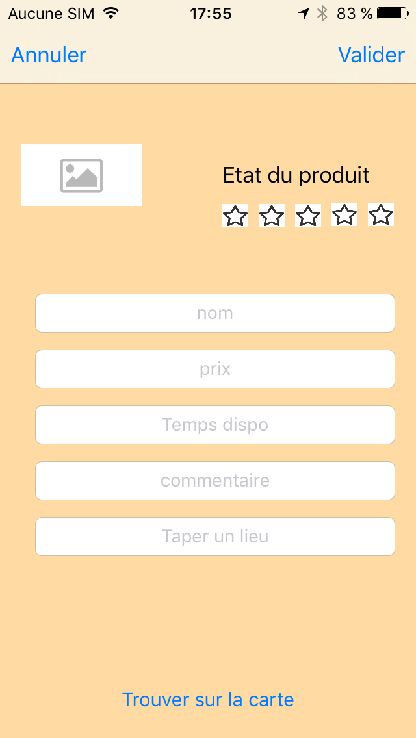 Aucune SIM 17:55 83 %
Annuler Valider
Etat du produit
nom
prix
Temps dispo
commentaire
Taper un lieu
Trouver sur la carte